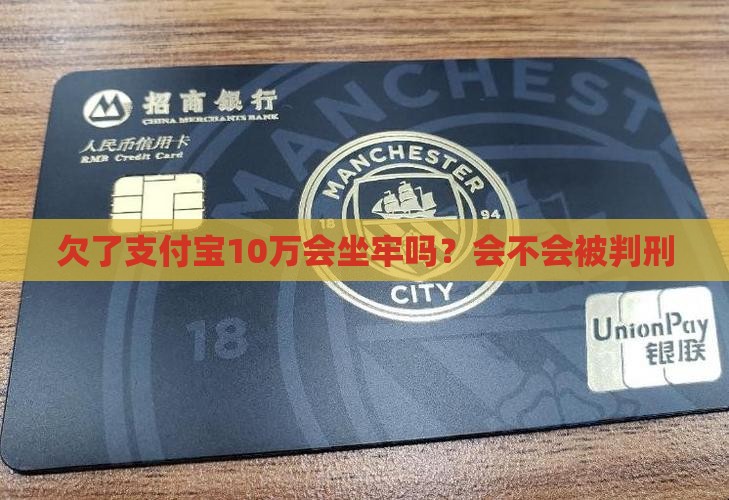 招商银行
CHINA MERCHANTS BANK
人民币信用卡
RMB Credit Card
MANCHESTER
MANCHESTER
18 94
欠了支付宝10万会坐牢吗？会不会被判刑
CITY
18
UnionPay
银联